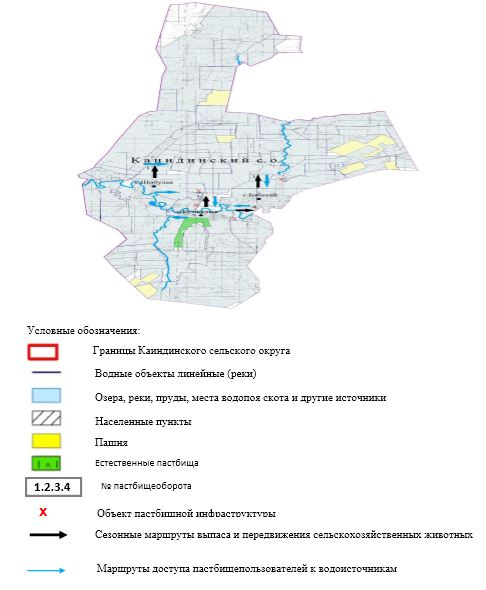 Каиндинский с.о.
Условные обозначения:
Границы Каиндинского сельского округа
Водные объекты линейные (реки)
Озера, реки, пруды, места водопоя скота и другие источники
Населенные пункты
Пашня
Естественные пастбища
1.2.3.4 № пастбищеоборота
X Объект пастбищной инфраструктуры
Сезонные маршруты выпаса и передвижения сельскохозяйственных животных
Маршруты доступа пастбищепользователей к водоисточникам